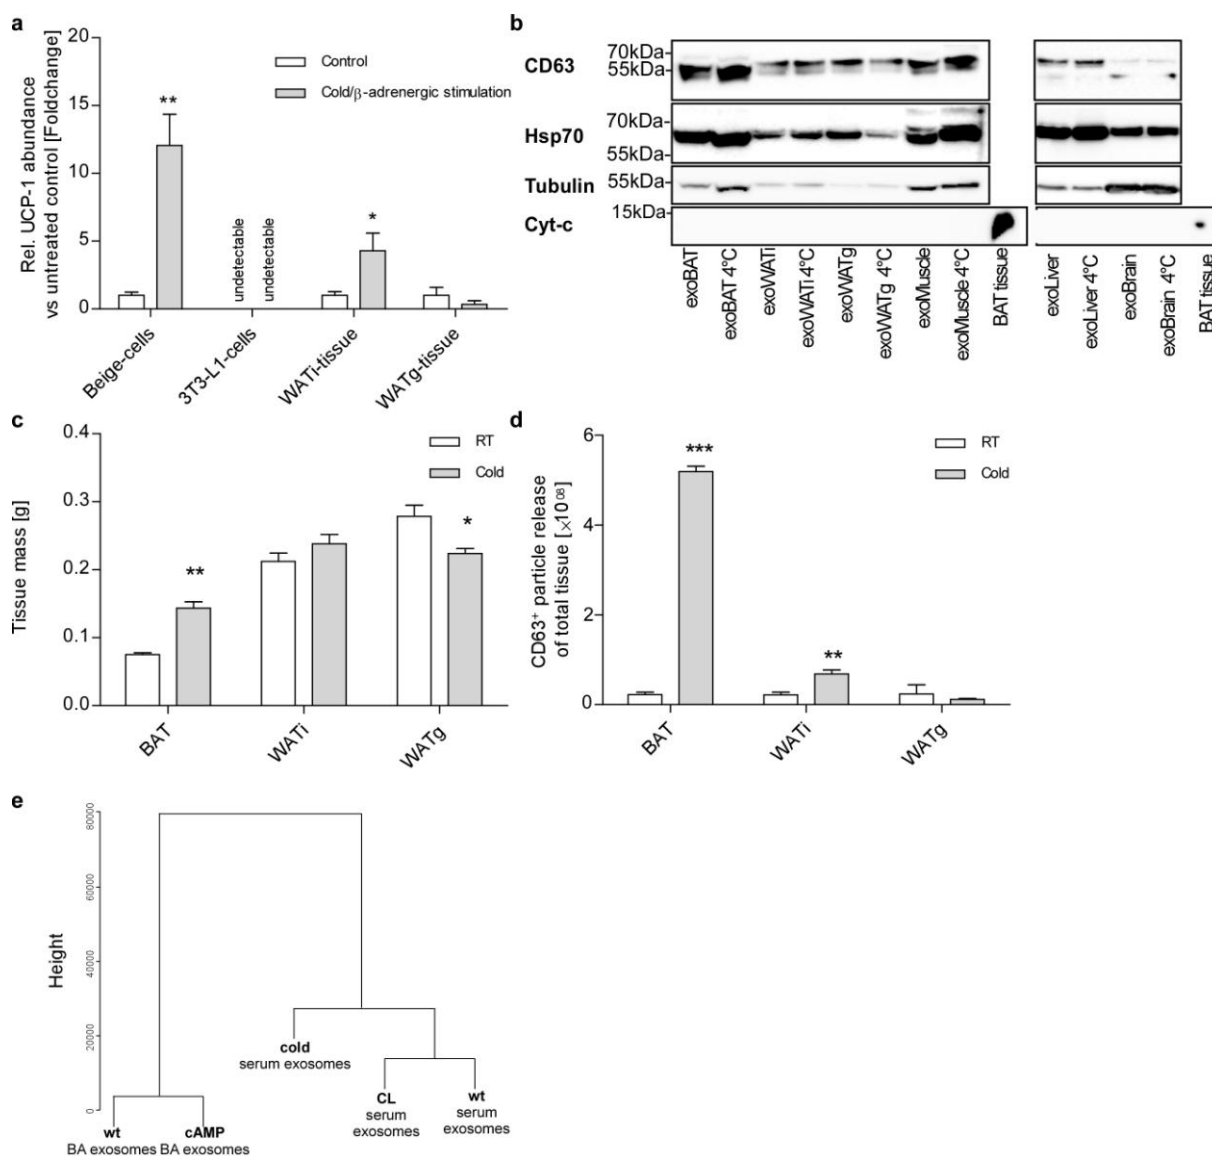 a
Rel. UCP-1 abundance
vs untreated control [Foldchange]
20
15
10
5
0
Control
Cold/β-adrenergic stimulation
**
undetectable
undetectable
*
Beige-cells
3T3-L1-cells
WATi-tissue
WATg-tissue
b
CD63
70kDa
55kDa
Hsp70
70kDa
55kDa
Tubulin
55kDa
Cyt-c
15kDa
exoBAT
exoBAT 4°C
exoWATi
exoWATi 4°C
exoWATg
exoWATg 4°C
exoMuscle
exoMuscle 4°C
BAT tissue
exoLiver
exoLiver 4°C
exoBrain
exoBrain 4°C
BAT tissue
c
Tissue mass [g]
0.4
0.3
0.2
0.1
0.0
RT
Cold
**
*
BAT
WATi
WATg
d
CD63+ particle release
of total tissue [×10⁰⁸]
6
4
2
0
RT
Cold
***
**
BAT
WATi
WATg
e
Height
80000
60000
40000
20000
0
cold
serum exosomes
CL
serum
exosomes
wt
serum
exosomes
wt
BA exosomes
cAMP
BA exosomes